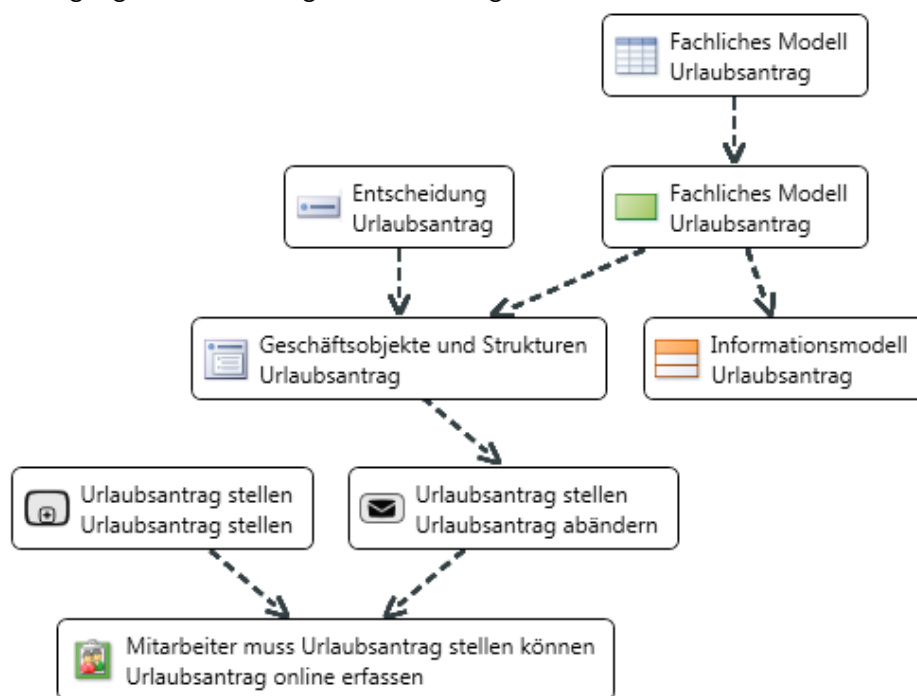 Fachliches Modell
Urlaubsantrag
Entscheidung
Urlaubsantrag
Fachliches Modell
Urlaubsantrag
Geschäftsobjekte und Strukturen
Urlaubsantrag
Informationsmodell
Urlaubsantrag
Urlaubsantrag stellen
Urlaubsantrag stellen
Urlaubsantrag stellen
Urlaubsantrag abändern
Mitarbeiter muss Urlaubsantrag stellen können
Urlaubsantrag online erfassen